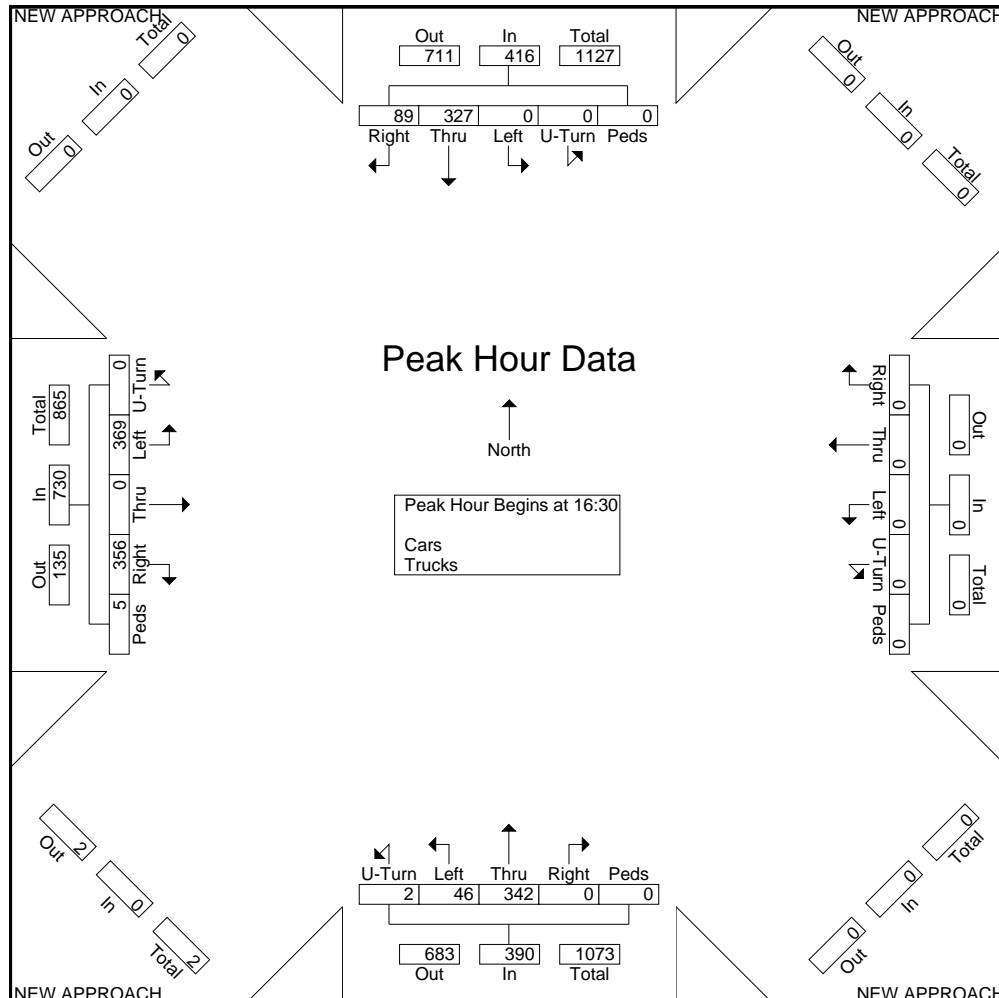 NEW APPROACH
NEW APPROACH
Total
0
In
0
Out
0
Out In Total
711 416 1127
89 327 0 0 0
Right Thru Left U-Turn Peds
Out
0
In
0
Total
0
Peak Hour Data
North
Peak Hour Begins at 16:30
Cars
Trucks
Total
865
In
730
Out
135
0
U-Turn
369
Left
0
Thru
356
Right
5
Peds
Right
0
Thru
0
Left
0
U-Turn
0
Peds
0
Out
0
In
0
Total
0
Out
2
In
0
Total
2
U-Turn Left Thru Right Peds
2 46 342 0 0
683 390 1073
Out In Total
0
Total
0
In
0
Out
NEW APPROACH
NEW APPROACH